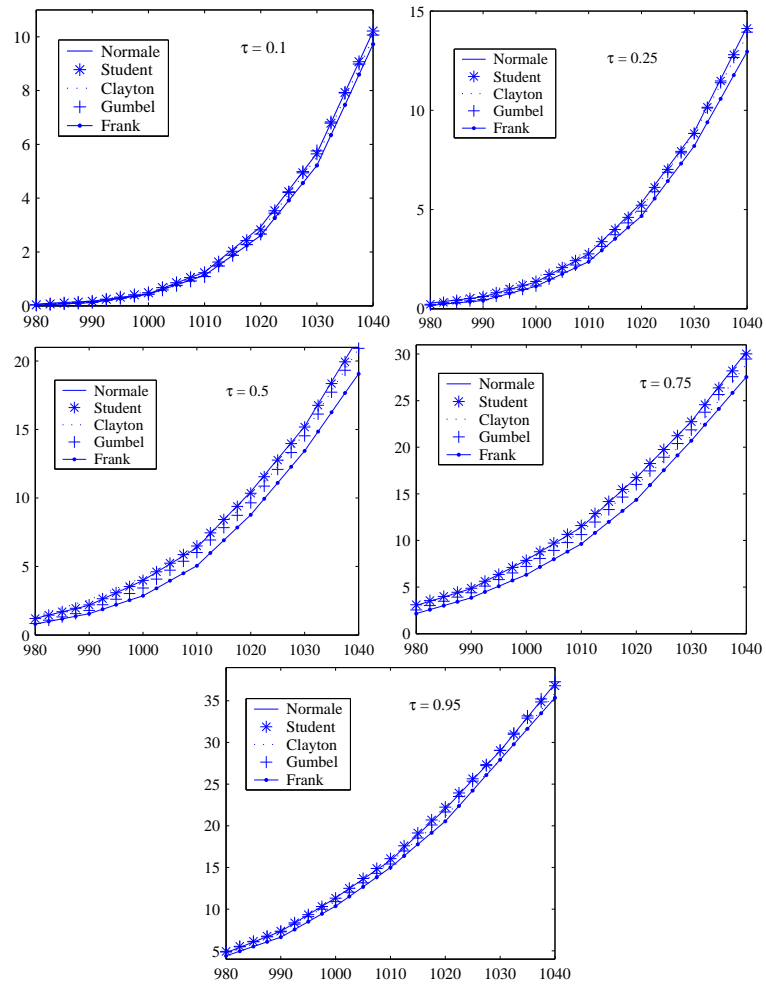 10
8
6
4
2
0
Normale
Student
Clayton
Gumbel
Frank
τ = 0.1
980 990 1000 1010 1020 1030 1040
15
10
5
0
Normale
Student
Clayton
Gumbel
Frank
τ = 0.25
980 990 1000 1010 1020 1030 1040
20
15
10
5
0
Normale
Student
Clayton
Gumbel
Frank
τ = 0.5
980 990 1000 1010 1020 1030 1040
30
25
20
15
10
5
0
Normale
Student
Clayton
Gumbel
Frank
τ = 0.75
980 990 1000 1010 1020 1030 1040
35
30
25
20
15
10
5
Normale
Student
Clayton
Gumbel
Frank
τ = 0.95
980 990 1000 1010 1020 1030 1040